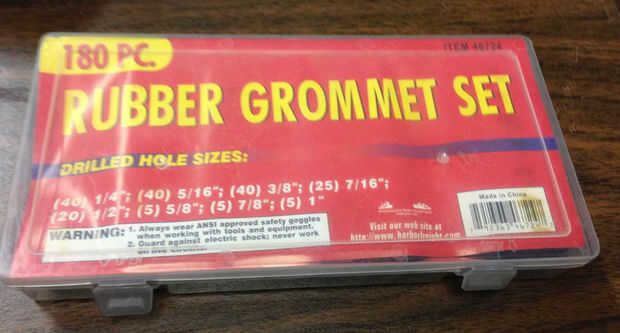 180 PC.
ITEM 46724
RUBBER GROMMET SET
DRILLED HOLE SIZES:
(40) 1/4"; (40) 5/16"; (40) 3/8"; (25) 7/16";
(20) 1/2"; (5) 5/8"; (5) 7/8"; (5) 1"
Made in China
WARNING: 1. Always wear ANSI approved safety goggles
when working with tools and equipment.
2. Guard against electric shock; never work
Visit our web site at
http://www.harborfreight.com